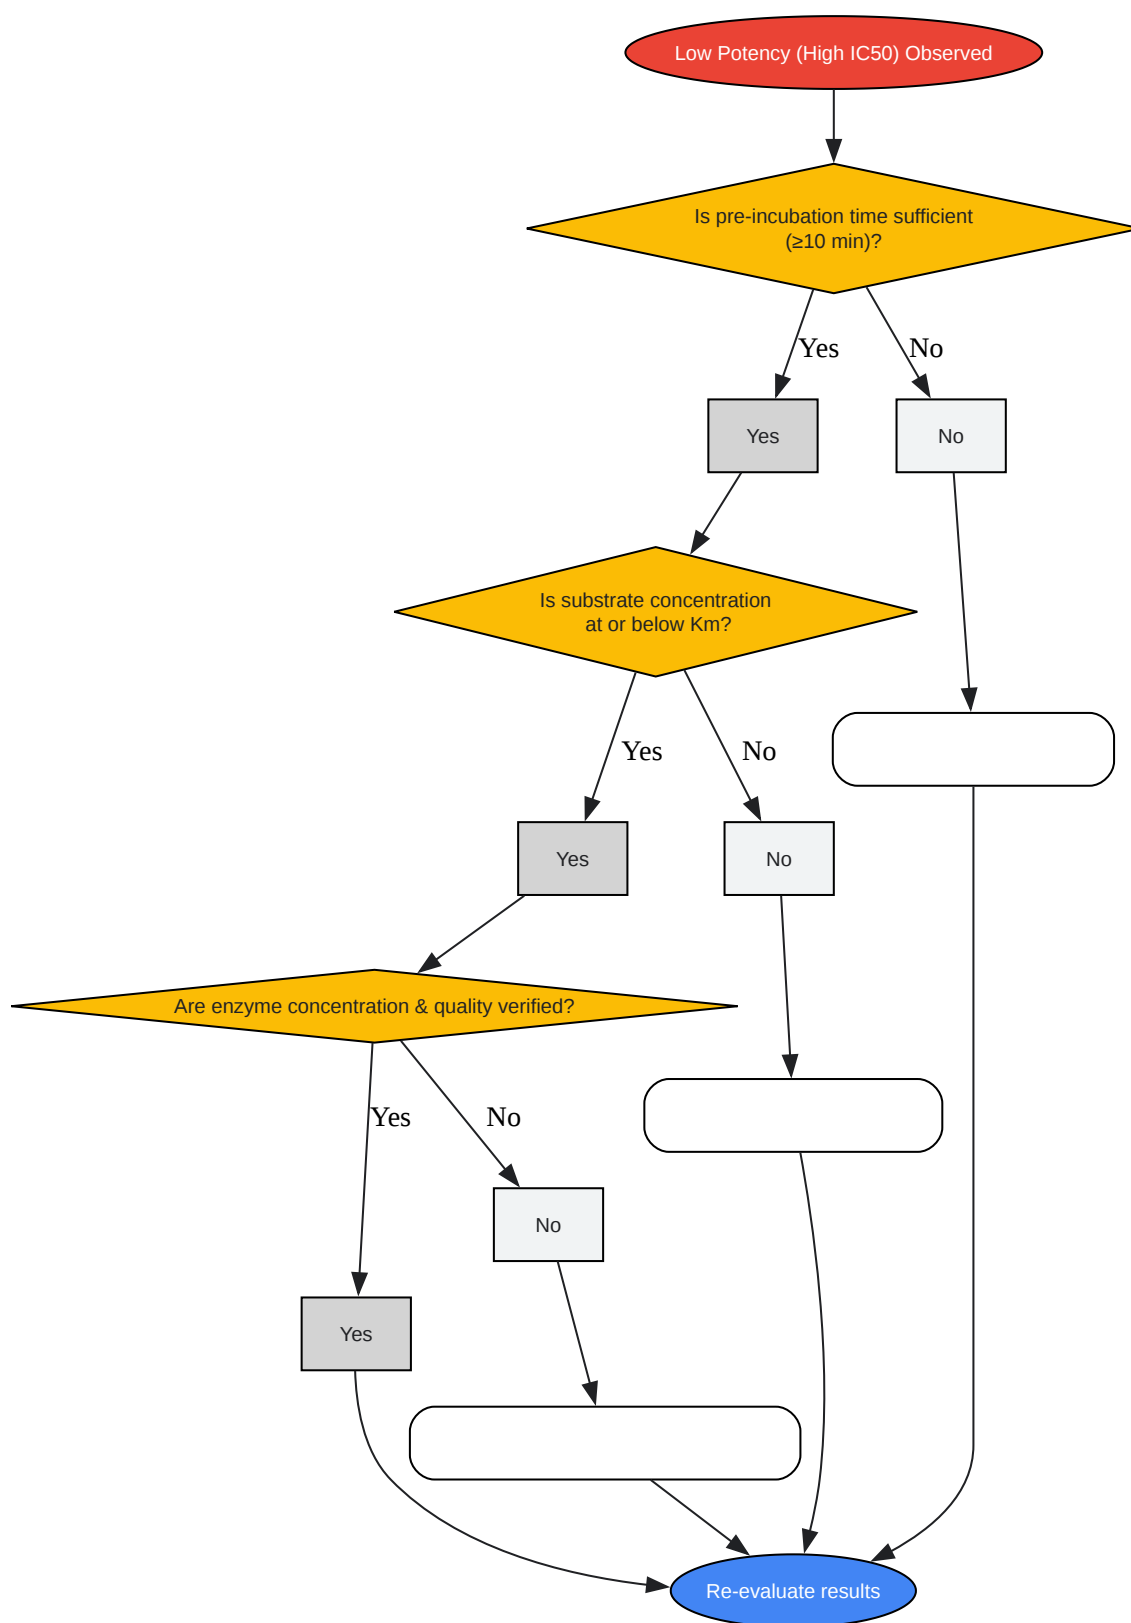 Low Potency (High IC50) Observed
Is pre-incubation time sufficient
(≥10 min)?
Yes
No
Yes
No
Is substrate concentration
at or below Km?
Yes
No
Yes
No
Are enzyme concentration & quality verified?
Yes
No
No
Yes
Re-evaluate results